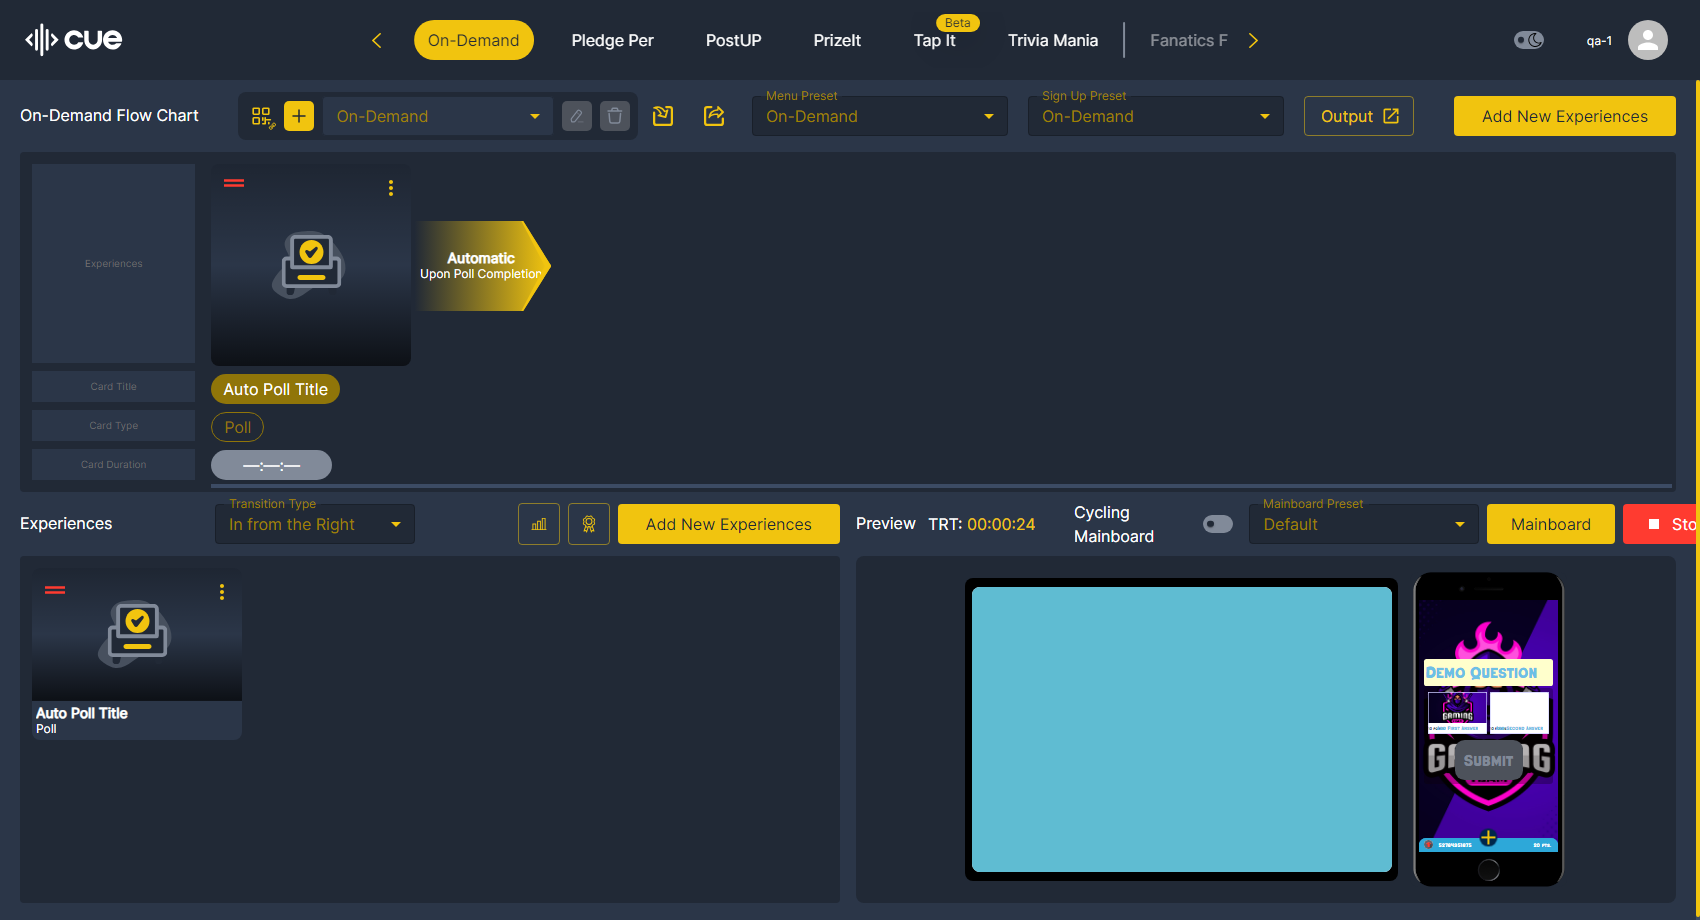 cue
On-Demand
Pledge Per
PostUP
PrizeIt
Beta
Tap It
Trivia Mania
Fanatics F
qa-1
On-Demand Flow Chart
On-Demand
Menu Preset
On-Demand
Sign Up Preset
On-Demand
Output
Add New Experiences
Experiences
Automatic
Upon Poll Completion
Card Title
Auto Poll Title
Card Type
Poll
Card Duration
—:—:—
Experiences
Transition Type
In from the Right
Add New Experiences
Preview
TRT: 00:00:24
Cycling
Mainboard
Mainboard Preset
Default
Mainboard
Sto
Auto Poll Title
Poll
Demo Question
GAMING
First Answer
Second Answer
Submit